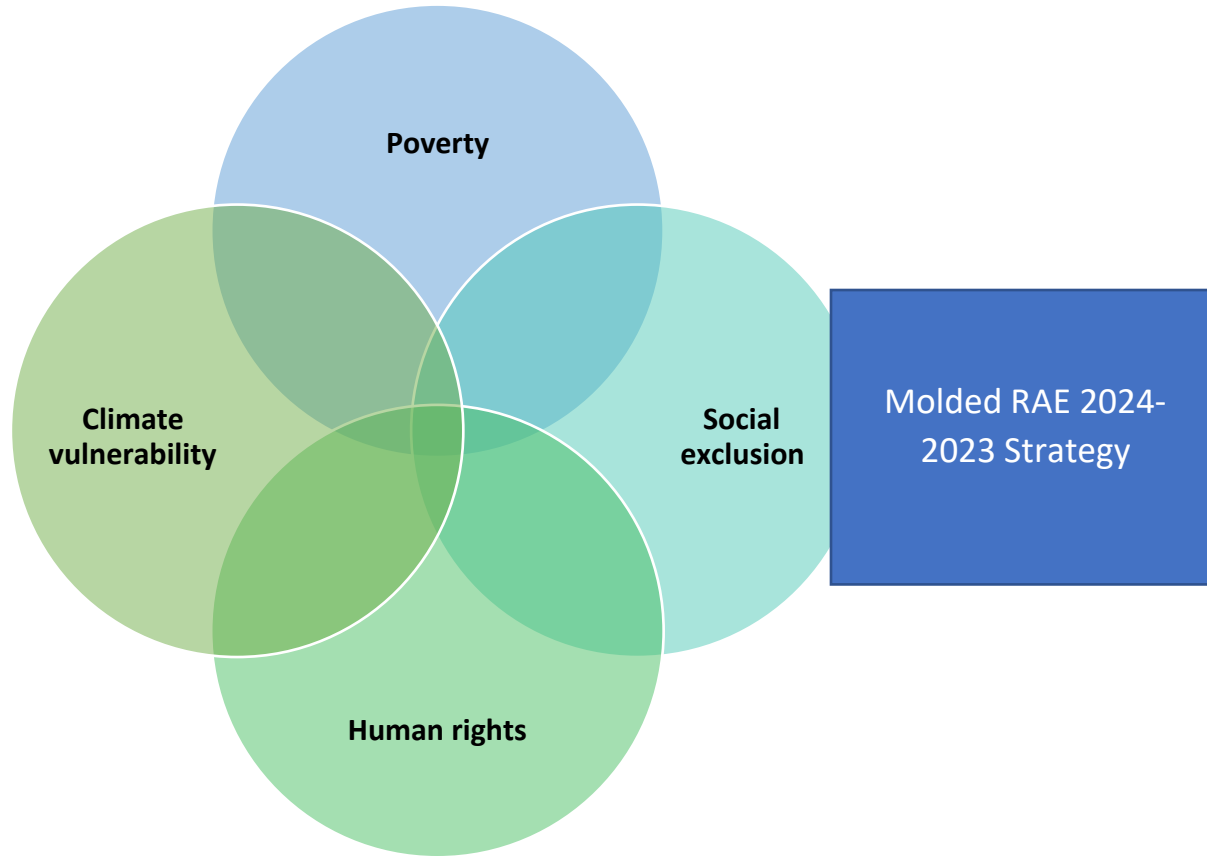 Poverty
Climate
vulnerability
Social
exclusion
Molded RAE 2024-
2023 Strategy
Human rights